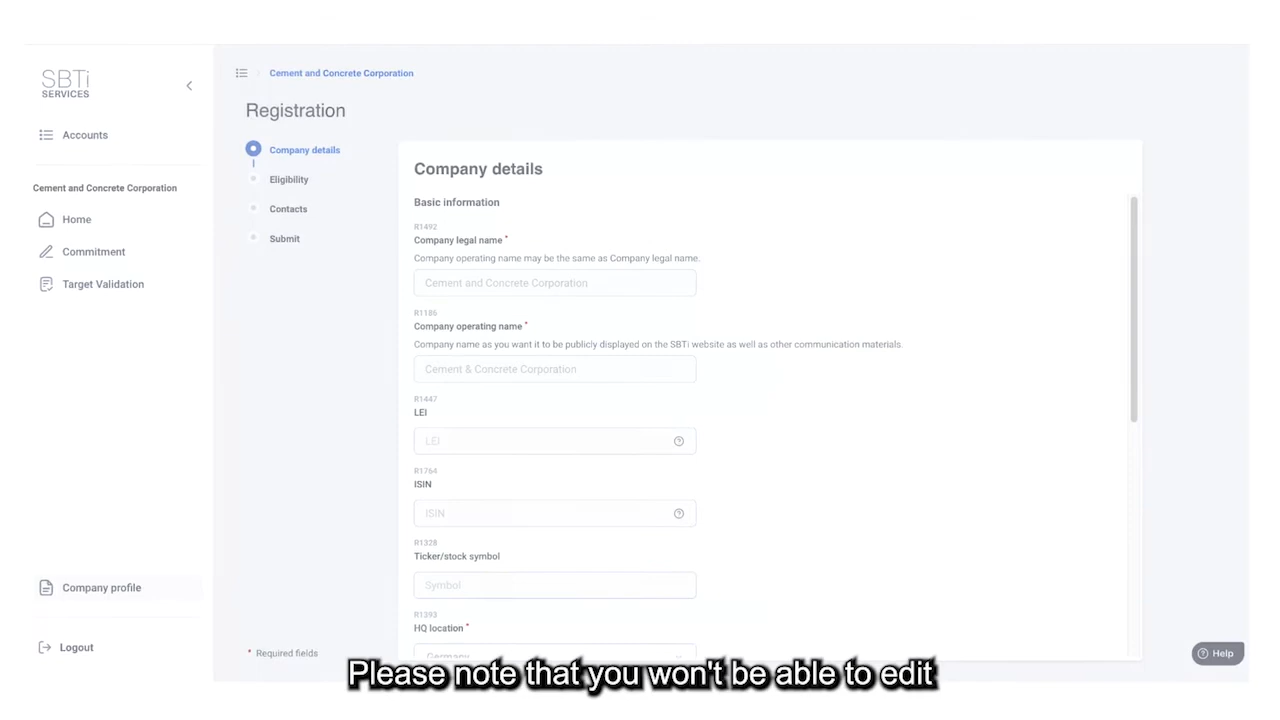 SBTi
SERVICES
Accounts
Cement and Concrete Corporation
Home
Commitment
Target Validation
Company profile
Logout
Cement and Concrete Corporation
Registration
Company details
Eligibility
Contacts
Submit
* Required fields
Company details
Basic information
R1492
Company legal name *
Company operating name may be the same as Company legal name.
Cement and Concrete Corporation
R1186
Company operating name *
Company name as you want it to be publicly displayed on the SBTi website as well as other communication materials.
Cement & Concrete Corporation
R1447
LEI
LEI
R1764
ISIN
ISIN
R1328
Ticker/stock symbol
Symbol
R1393
HQ location *
Germany
Help
Please note that you won't be able to edit